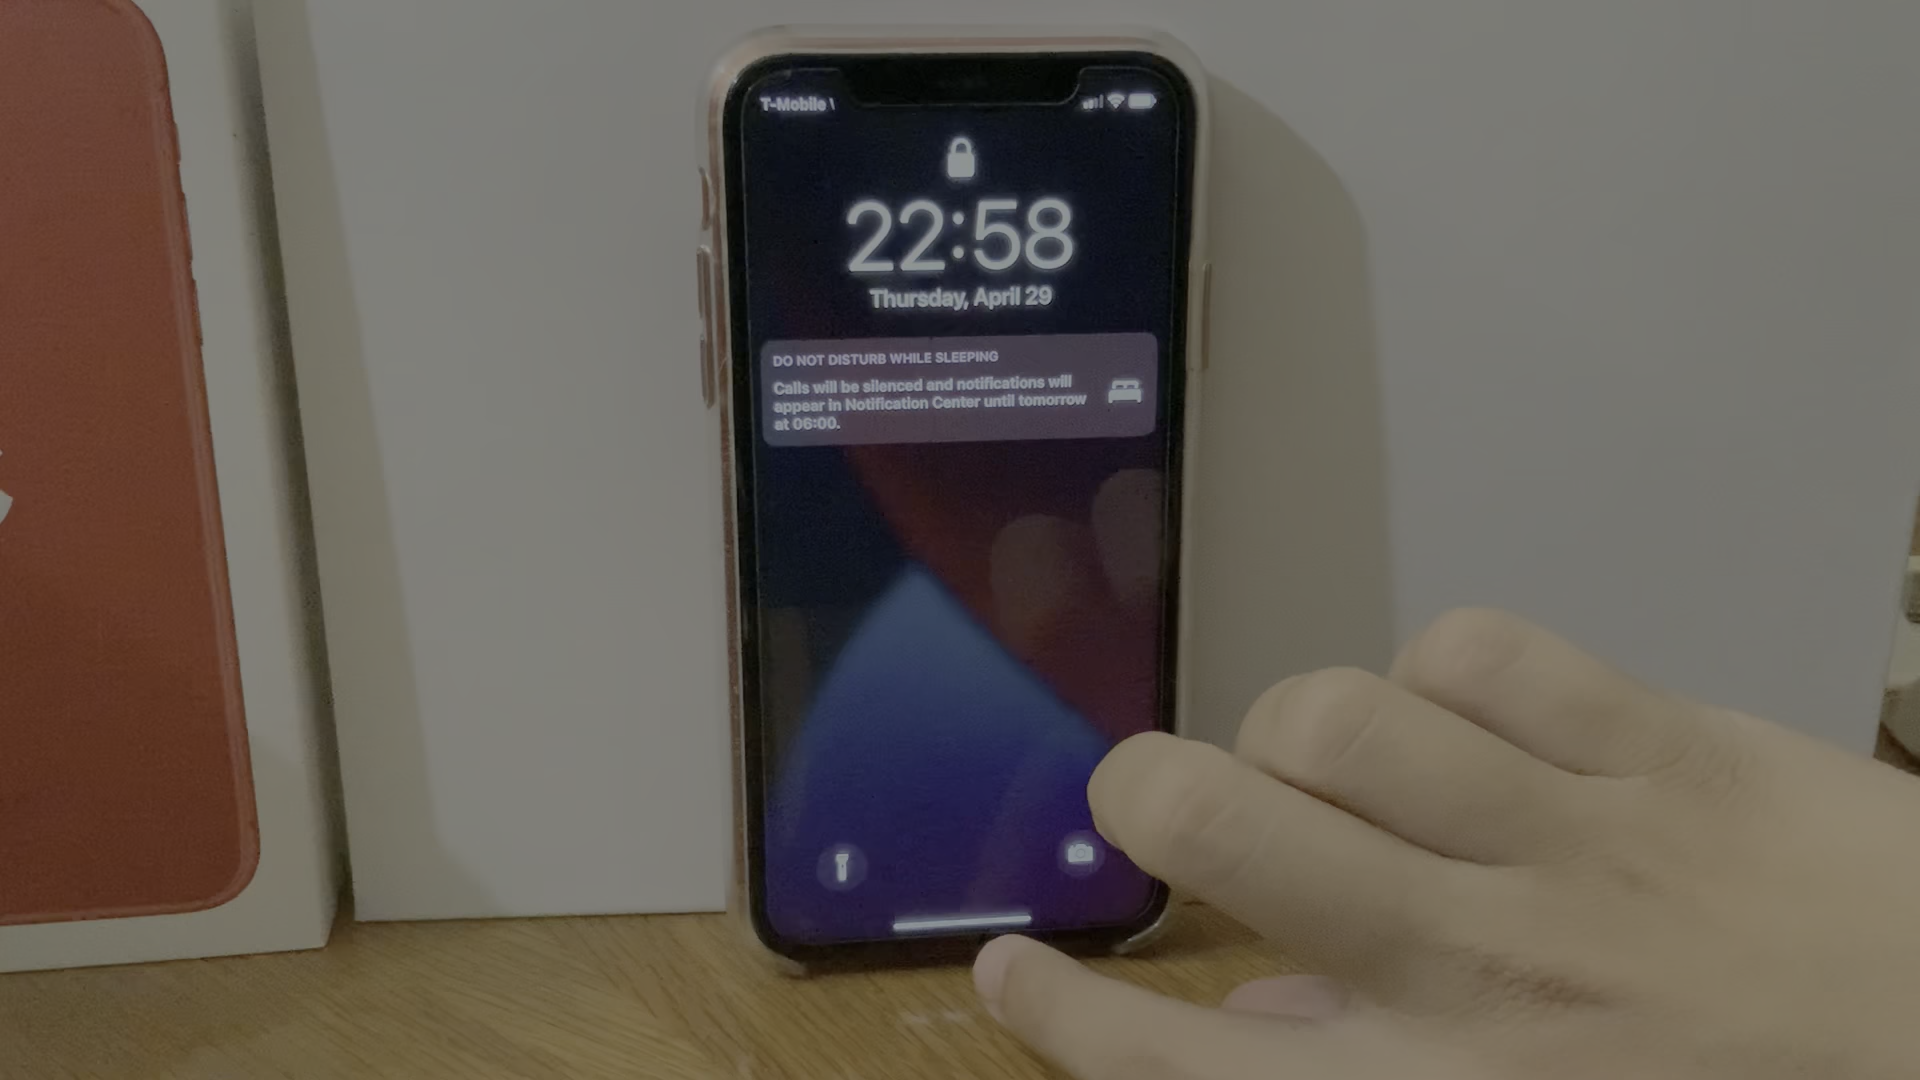 T-Mobile
22:58
Thursday, April 29
DO NOT DISTURB WHILE SLEEPING
Calls will be silenced and notifications will
appear in Notification Center until tomorrow
at 06:00.